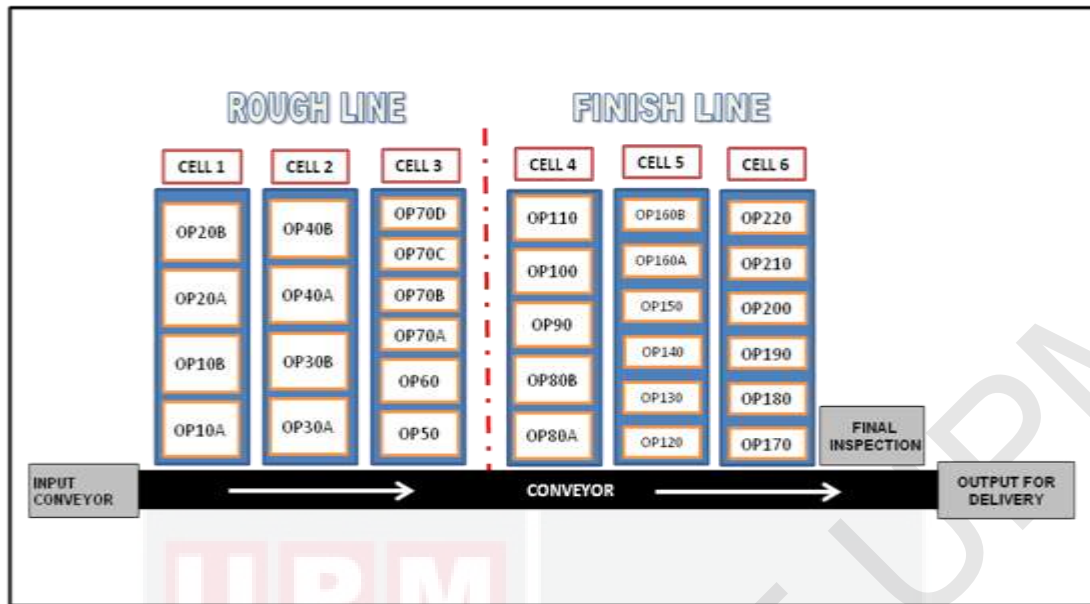 ROUGH LINE
FINISH LINE
CELL 1
CELL 2
CELL 3
CELL 4
CELL 5
CELL 6
OP20B
OP20A
OP10B
OP10A
OP40B
OP40A
OP30B
OP30A
OP70D
OP70C
OP70B
OP70A
OP60
OP50
OP110
OP100
OP90
OP80B
OP80A
OP160B
OP160A
OP150
OP140
OP130
OP120
OP220
OP210
OP200
OP190
OP180
OP170
FINAL
INSPECTION
INPUT
CONVEYOR
CONVEYOR
OUTPUT FOR
DELIVERY
UPM
UPM